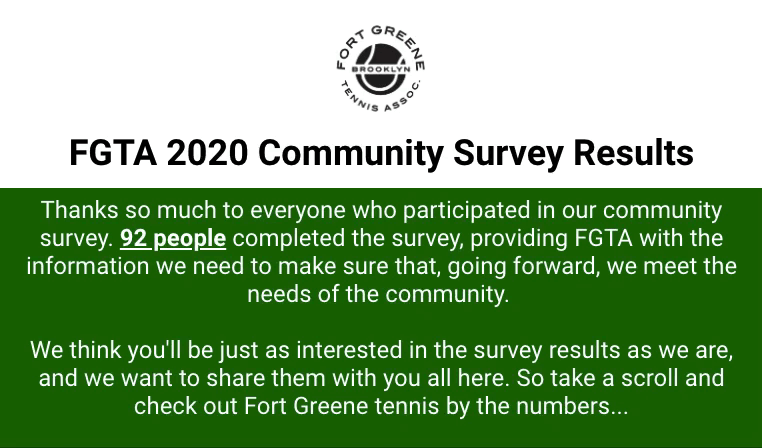 FORT GREENE
BROOKLYN
TENNIS ASSOC.
FGTA 2020 Community Survey Results
Thanks so much to everyone who participated in our community
survey. 92 people completed the survey, providing FGTA with the
information we need to make sure that, going forward, we meet the
needs of the community.
We think you'll be just as interested in the survey results as we are,
and we want to share them with you all here. So take a scroll and
check out Fort Greene tennis by the numbers...